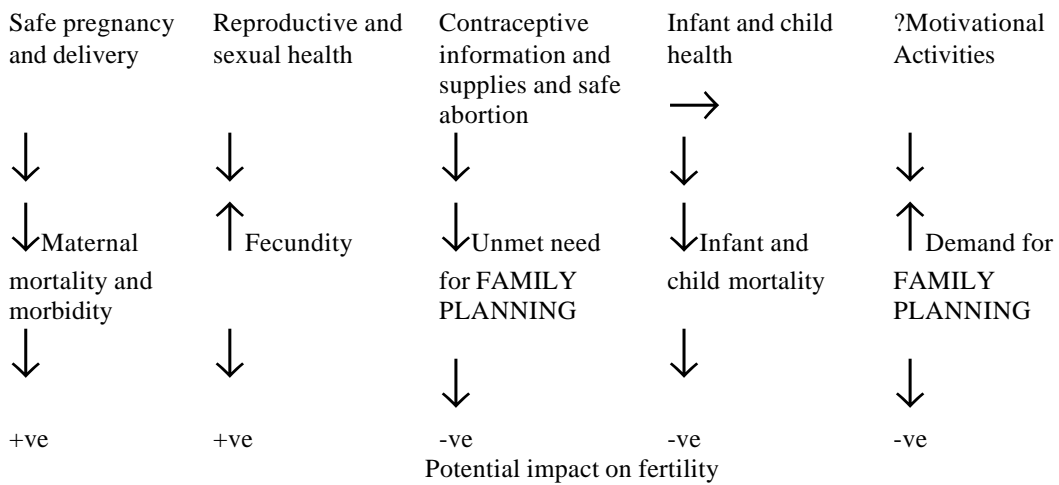 Safe pregnancy
and delivery
Reproductive and
sexual health
Contraceptive
information and
supplies and safe
abortion
Infant and child
health
?Motivational
Activities
Maternal
mortality and
morbidity
Fecundity
Unmet need
for FAMILY
PLANNING
Infant and
child mortality
Demand for
FAMILY
PLANNING
+ve
+ve
-ve
-ve
-ve
Potential impact on fertility